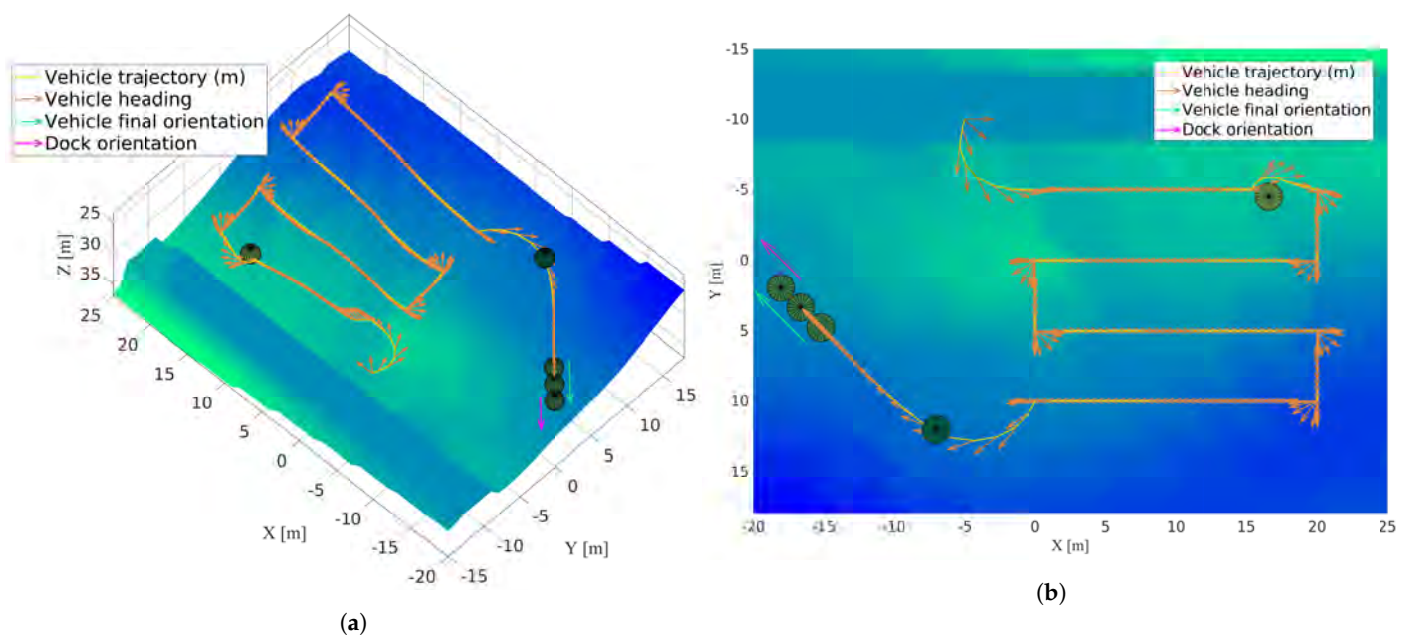 Vehicle trajectory (m)
Vehicle heading
Vehicle final orientation
Dock orientation
Z [m]
25
30
35
25
20
15
10
5
0
-5
-10
-15
-20
X [m]
-15
-10
-5
0
5
10
15
Y [m]
(a)
Vehicle trajectory (m)
Vehicle heading
Vehicle final orientation
Dock orientation
-15
-10
-5
0
5
10
15
Y [m]
-20
-15
-10
-5
0
5
10
15
20
25
X [m]
(b)